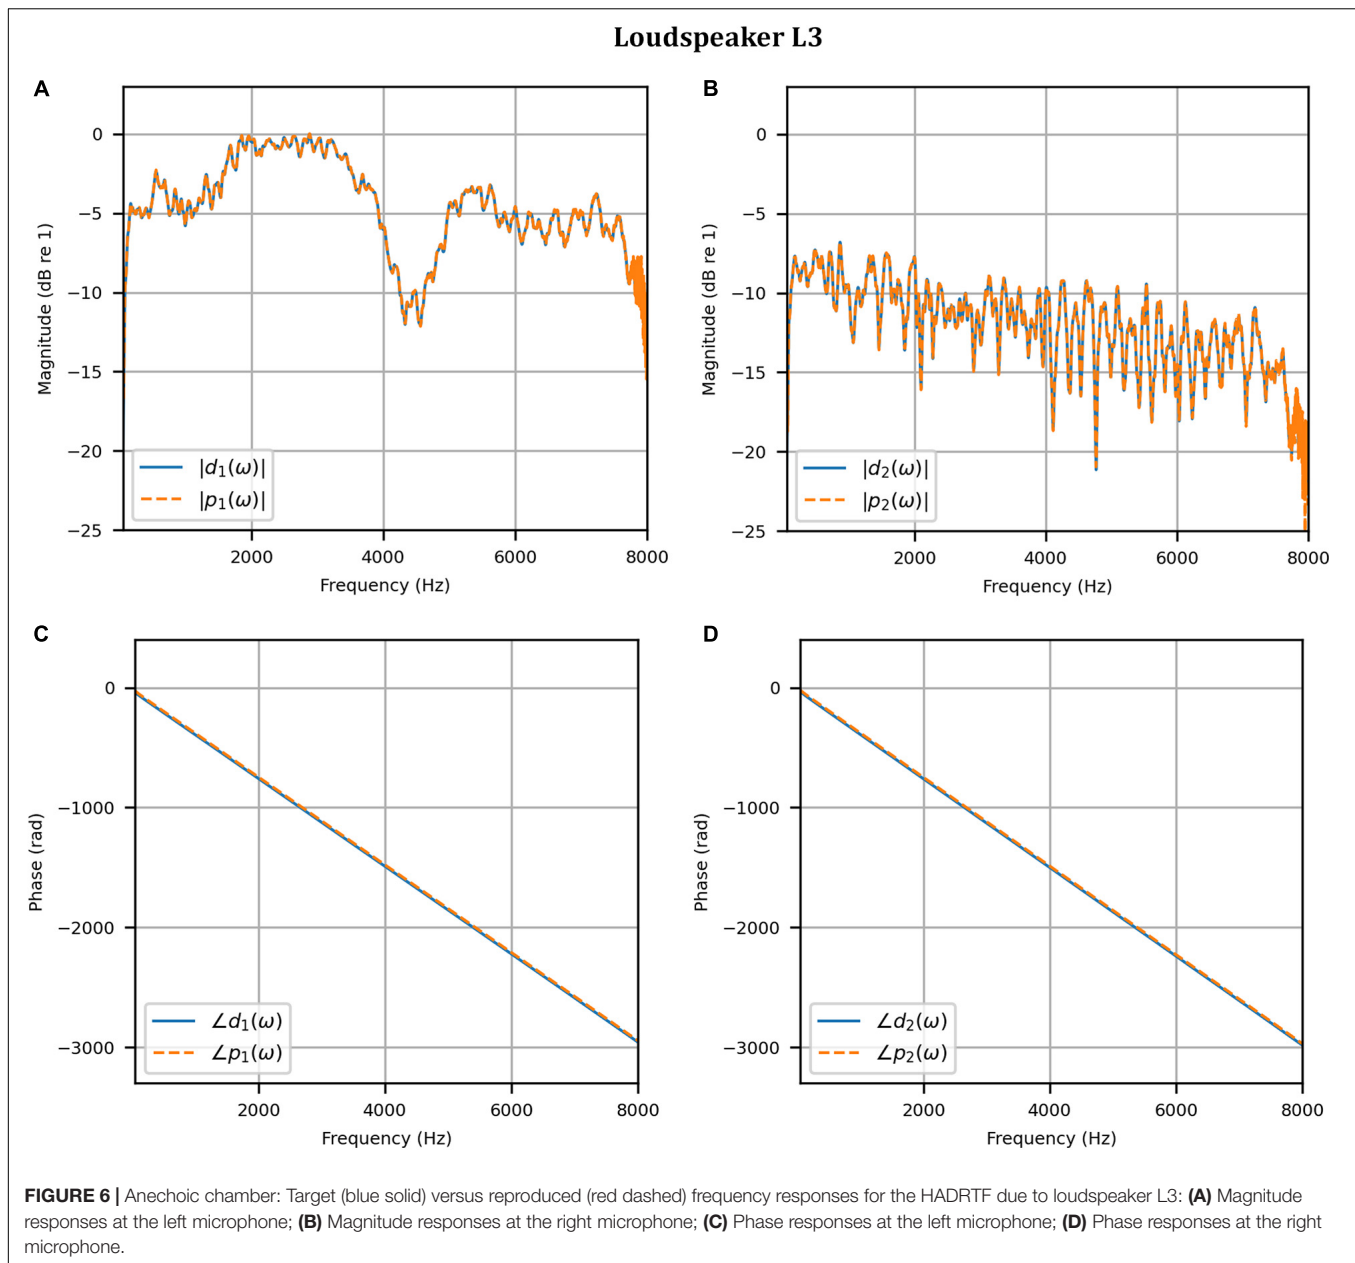 Loudspeaker L3
A
B
0
−5
−10
−15
−20
−25
Magnitude (dB re 1)
|d1(ω)|
|p1(ω)|
2000 4000 6000 8000
Frequency (Hz)
0
−5
−10
−15
−20
−25
Magnitude (dB re 1)
|d2(ω)|
|p2(ω)|
2000 4000 6000 8000
Frequency (Hz)
C
D
0
−1000
−2000
−3000
Phase (rad)
∠d1(ω)
∠p1(ω)
2000 4000 6000 8000
Frequency (Hz)
0
−1000
−2000
−3000
Phase (rad)
∠d2(ω)
∠p2(ω)
2000 4000 6000 8000
Frequency (Hz)
FIGURE 6 | Anechoic chamber: Target (blue solid) versus reproduced (red dashed) frequency responses for the HADRTF due to loudspeaker L3: (A) Magnitude
responses at the left microphone; (B) Magnitude responses at the right microphone; (C) Phase responses at the left microphone; (D) Phase responses at the right
microphone.